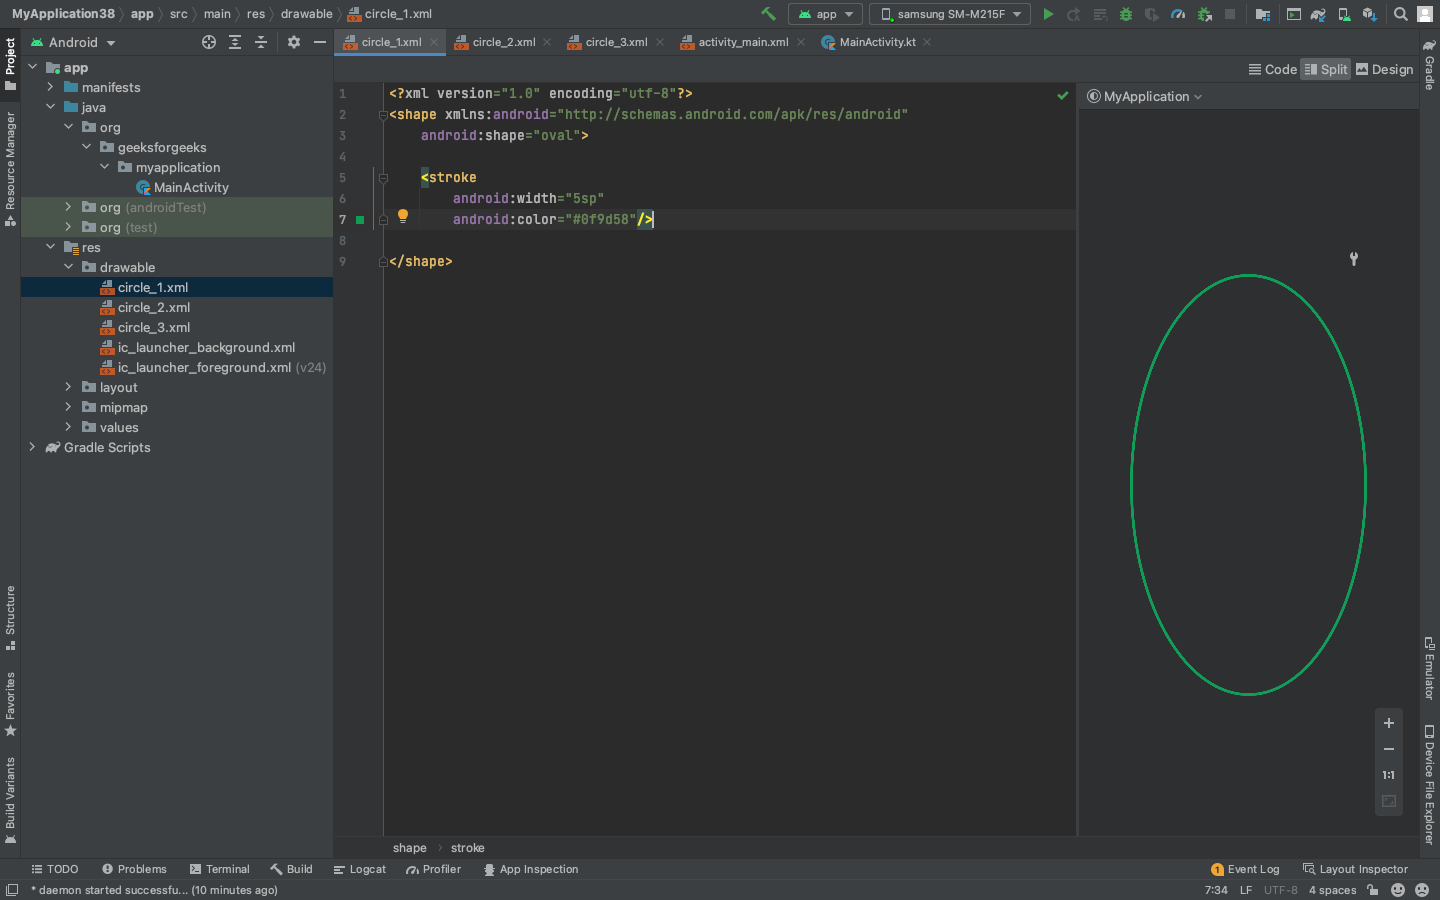 MyApplication38 app src main res drawable circle_1.xml
app samsung SM-M215F
Android
circle_1.xml circle_2.xml circle_3.xml activity_main.xml MainActivity.kt
Code Split Design
MyApplication
Project
Resource Manager
Structure
Favorites
Build Variants
app
manifests
java
org
geeksforgeeks
myapplication
MainActivity
org (androidTest)
org (test)
res
drawable
circle_1.xml
circle_2.xml
circle_3.xml
ic_launcher_background.xml
ic_launcher_foreground.xml (v24)
layout
mipmap
values
Gradle Scripts
1 <?xml version="1.0" encoding="utf-8"?>
2 <shape xmlns:android="http://schemas.android.com/apk/res/android"
3 android:shape="oval">
4
5 <stroke
6 android:width="5sp"
7 android:color="#0f9d58"/>
8
9 </shape>
1:1
Gradle
Emulator
Device File Explorer
shape stroke
TODO Problems Terminal Build Logcat Profiler App Inspection 1 Event Log Layout Inspector
* daemon started successfu... (10 minutes ago) 7:34 LF UTF-8 4 spaces